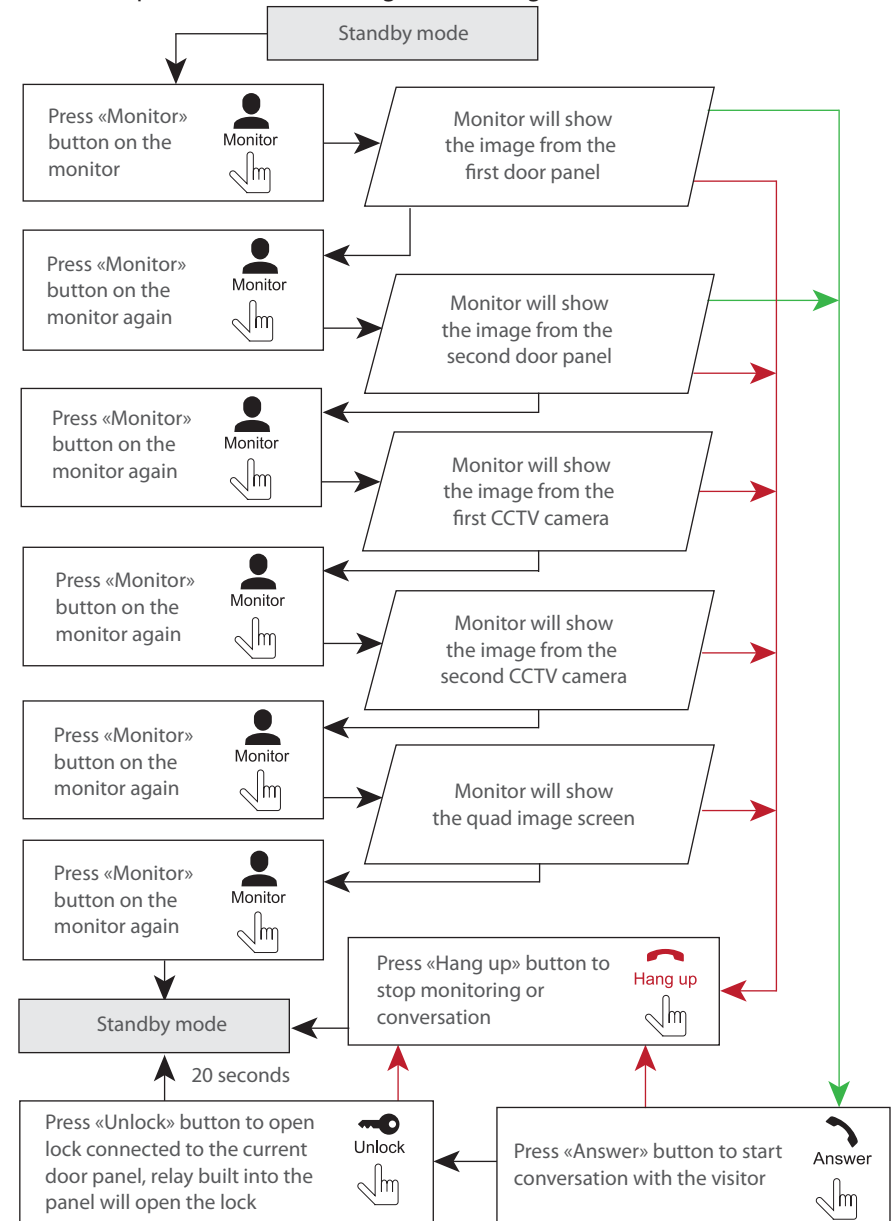 Standby mode
Press «Monitor»
button on the
monitor
Monitor
Monitor will show
the image from the
first door panel
Press «Monitor»
button on the
monitor again
Monitor
Monitor will show
the image from the
second door panel
Press «Monitor»
button on the
monitor again
Monitor
Monitor will show
the image from the
first CCTV camera
Press «Monitor»
button on the
monitor again
Monitor
Monitor will show
the image from the
second CCTV camera
Press «Monitor»
button on the
monitor again
Monitor
Monitor will show
the quad image screen
Press «Monitor»
button on the
monitor again
Monitor
Press «Hang up» button to
stop monitoring or
conversation
Hang up
Standby mode
20 seconds
Press «Unlock» button to open
lock connected to the current
door panel, relay built into the
panel will open the lock
Unlock
Press «Answer» button to start
conversation with the visitor
Answer